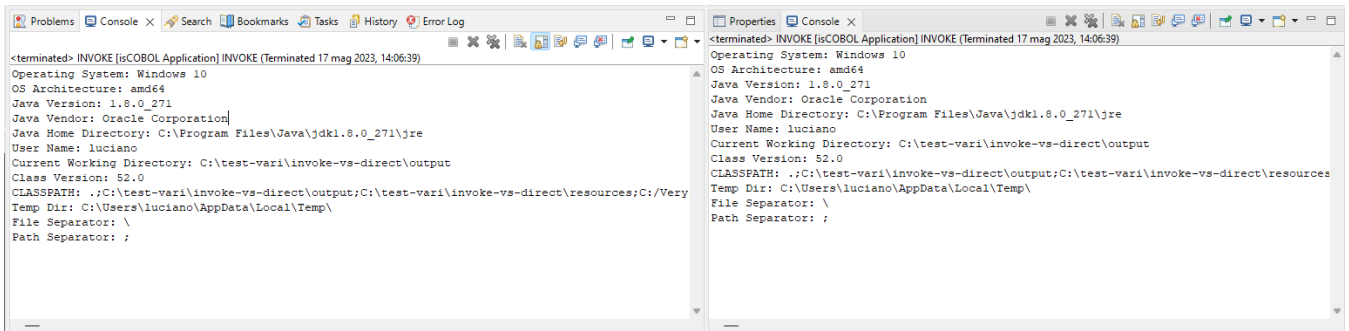 Problems Console Search Bookmarks Tasks History Error Log
<terminated> INVOKE [isCOBOL Application] INVOKE (Terminated 17 mag 2023, 14:06:39)
Operating System: Windows 10
OS Architecture: amd64
Java Version: 1.8.0_271
Java Vendor: Oracle Corporation
Java Home Directory: C:\Program Files\Java\jdk1.8.0_271\jre
User Name: luciano
Current Working Directory: C:\test-vari\invoke-vs-direct\output
Class Version: 52.0
CLASSPATH: .;C:\test-vari\invoke-vs-direct\output;C:\test-vari\invoke-vs-direct\resources;C:/Very
Temp Dir: C:\Users\luciano\AppData\Local\Temp\
File Separator: \
Path Separator: ;
Properties Console
<terminated> INVOKE [isCOBOL Application] INVOKE (Terminated 17 mag 2023, 14:06:39)
Operating System: Windows 10
OS Architecture: amd64
Java Version: 1.8.0_271
Java Vendor: Oracle Corporation
Java Home Directory: C:\Program Files\Java\jdk1.8.0_271\jre
User Name: luciano
Current Working Directory: C:\test-vari\invoke-vs-direct\output
Class Version: 52.0
CLASSPATH: .;C:\test-vari\invoke-vs-direct\output;C:\test-vari\invoke-vs-direct\resources
Temp Dir: C:\Users\luciano\AppData\Local\Temp\
File Separator: \
Path Separator: ;